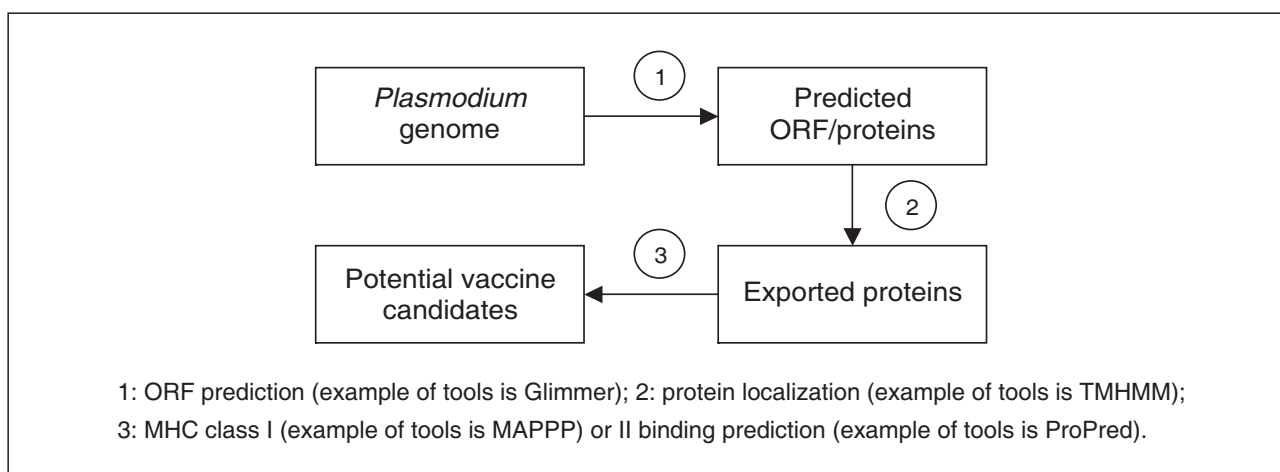 Plasmodium
genome
1
Predicted
ORF/proteins
2
Exported proteins
3
Potential vaccine
candidates
1: ORF prediction (example of tools is Glimmer); 2: protein localization (example of tools is TMHMM);
3: MHC class I (example of tools is MAPPP) or II binding prediction (example of tools is ProPred).